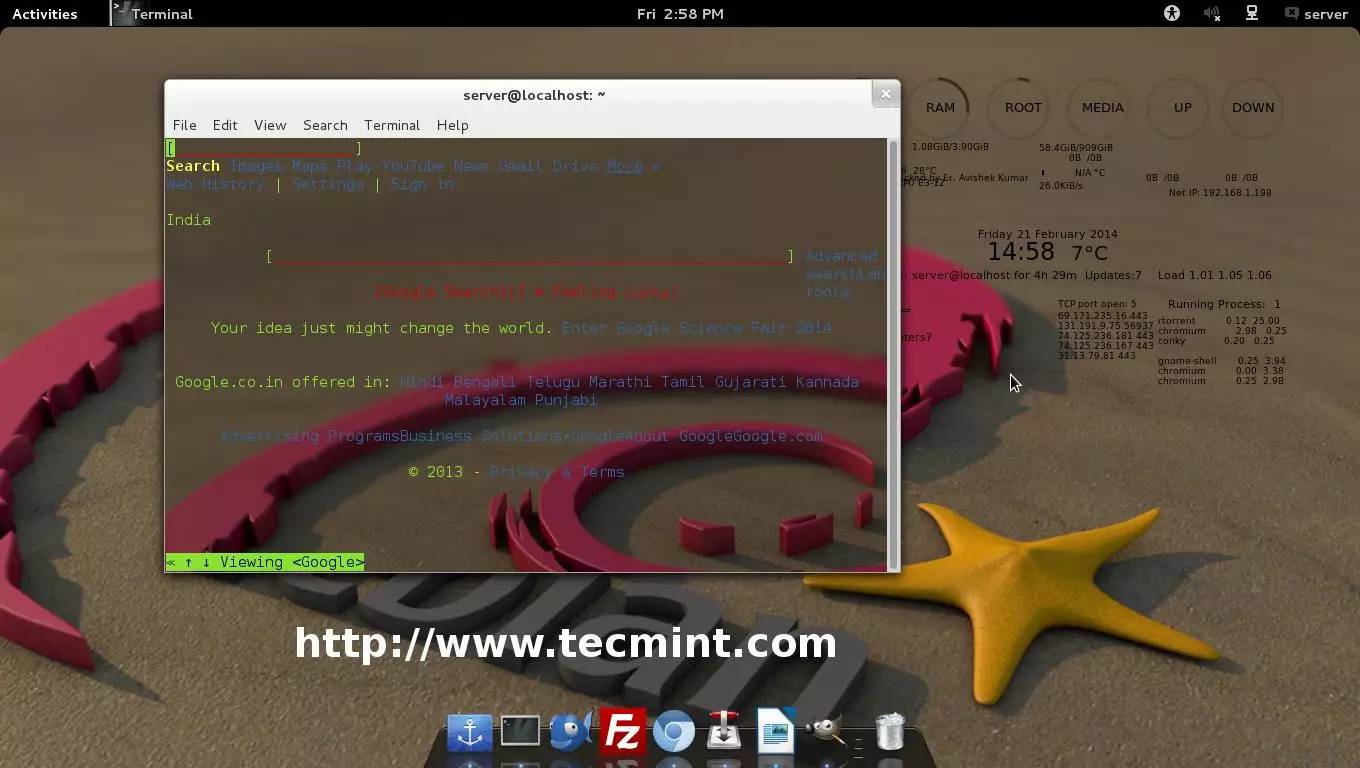 Activities
Terminal
Fri 2:58 PM
server
server@localhost: ~
File Edit View Search Terminal Help
[ ]
Search Images Maps Play YouTube News Gmail Drive More »
Web History | Settings | Sign in
India
[ ] Advanced
searchLan
tools
[Google Search][I'm Feeling Lucky]
Your idea just might change the world. Enter Google Science Fair 2014
Google.co.in offered in: Hindi Bengali Telugu Marathi Tamil Gujarati Kannada
Malayalam Punjabi
Advertising ProgramsBusiness Solutions+GoogleAbout GoogleGoogle.com
© 2013 - Privacy & Terms
« ↑ ↓ Viewing <Google>
RAM ROOT MEDIA UP DOWN
1.08GiB/3.90GiB 58.4GiB/909GiB
0B /0B
28°C N/A °C
Er. Avishek Kumar 0B /0B 0B /0B
26.0KiB/s
Net IP: 192.168.1.198
Friday 21 February 2014
14:58 7°C
server@localhost for 4h 29m Updates:7 Load 1.01 1.05 1.06
TCP port open: 5
69.171.235.16 443
131.191.9.75 56937
74.125.236.181 443
74.125.236.167 443
31.13.79.81 443
Running Process: 1
rtorrent 0.12 25.00
chromium 2.98 0.25
conky 0.20 0.25
gnome-shell 0.25 3.94
chromium 0.00 3.38
chromium 0.25 2.98
http://www.tecmint.com
Fz